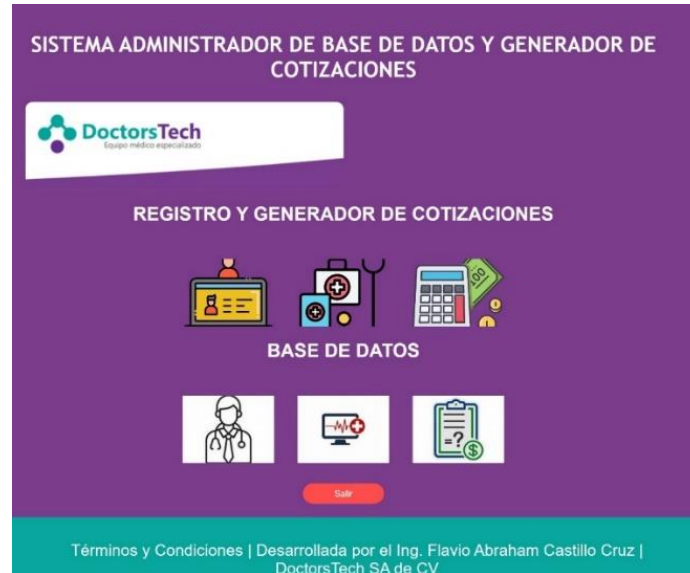 SISTEMA ADMINISTRADOR DE BASE DE DATOS Y GENERADOR DE
COTIZACIONES
DoctorsTech
Equipo médico especializado
REGISTRO Y GENERADOR DE COTIZACIONES
100
BASE DE DATOS
=?
$
Salir
Términos y Condiciones | Desarrollada por el Ing. Flavio Abraham Castillo Cruz |
DoctorsTech SA de CV